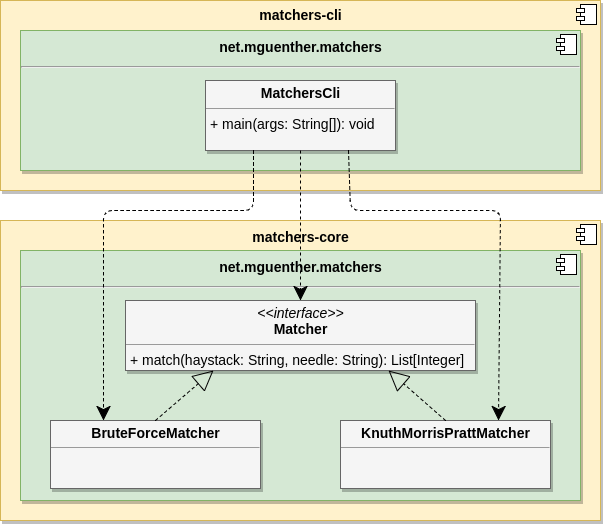 matchers-cli
net.mguenther.matchers
MatchersCli
+ main(args: String[]): void
matchers-core
net.mguenther.matchers
<<interface>>
Matcher
+ match(haystack: String, needle: String): List[Integer]
BruteForceMatcher
KnuthMorrisPrattMatcher